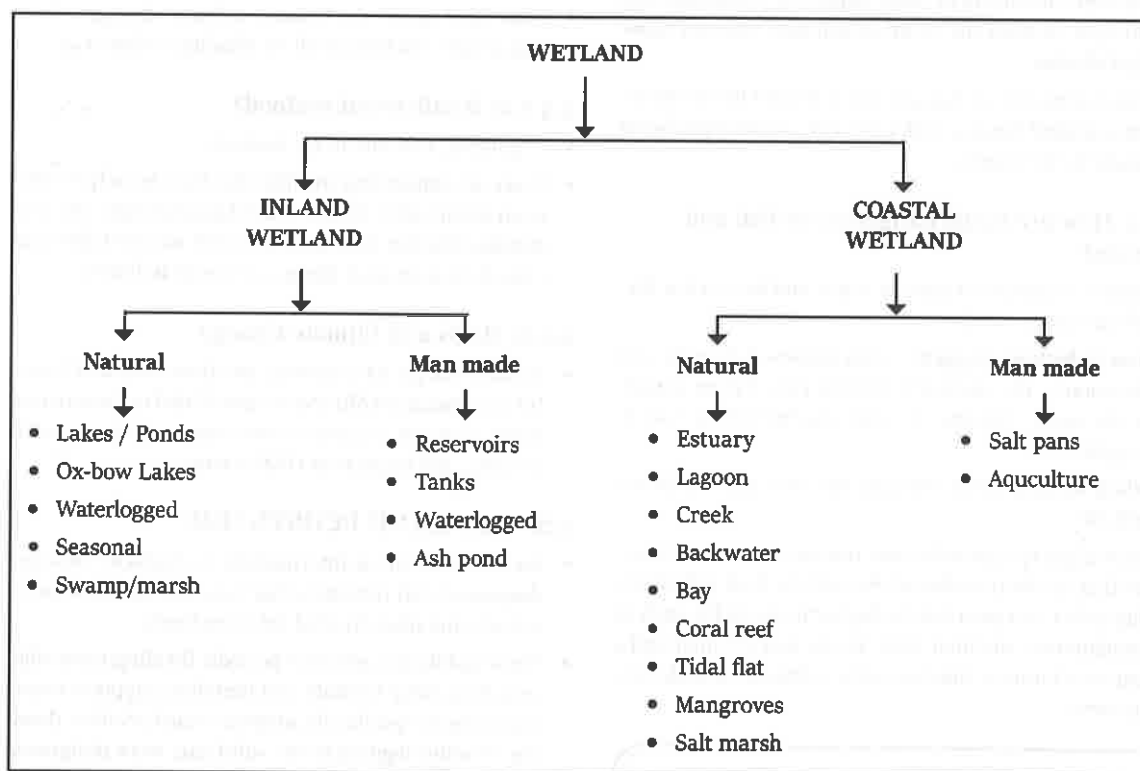 WETLAND
INLAND
WETLAND
COASTAL
WETLAND
Natural
Man made
Natural
Man made
• Lakes / Ponds
• Ox-bow Lakes
• Waterlogged
• Seasonal
• Swamp/marsh
• Reservoirs
• Tanks
• Waterlogged
• Ash pond
• Estuary
• Lagoon
• Creek
• Backwater
• Bay
• Coral reef
• Tidal flat
• Mangroves
• Salt marsh
• Salt pans
• Aquculture